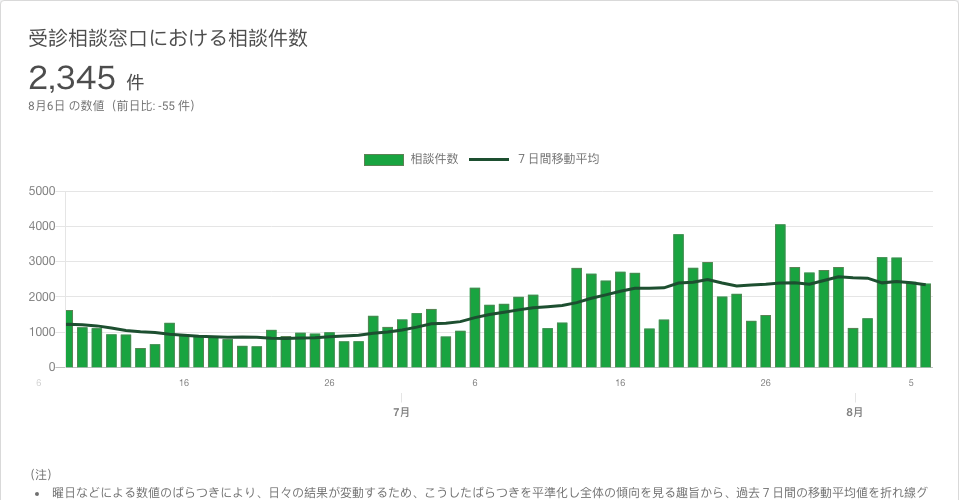 受診相談窓口における相談件数
2,345 件
8月6日 の数値（前日比: -55 件）
相談件数 7日間移動平均
5000
4000
3000
2000
1000
0
6 16 26 6 16 26 5
7月 8月
（注）
• 曜日などによる数値のばらつきにより、日々の結果が変動するため、こうしたばらつきを平準化し全体の傾向を見る趣旨から、過去7日間の移動平均値を折れ線グ